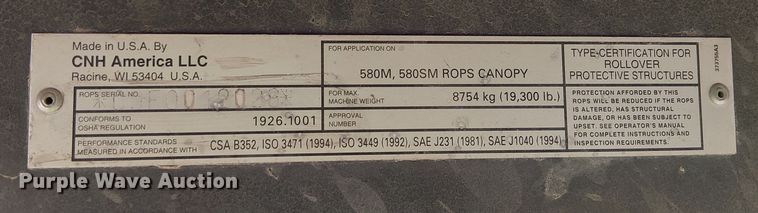 Made in U.S.A. By
CNH America LLC
Racine, WI 53404 U.S.A.
FOR APPLICATION ON
580M, 580SM ROPS CANOPY
TYPE-CERTIFICATION FOR
ROLLOVER
PROTECTIVE STRUCTURES
373756A3
ROPS SERIAL NO.
FOR MAX.
MACHINE WEIGHT
8754 kg (19,300 lb.)
CONFORMS TO
OSHA REGULATION
1926.1001
APPROVAL
NUMBER
PERFORMANCE STANDARDS
MEASURED IN ACCORDANCE WITH
CSA B352, ISO 3471 (1994), ISO 3449 (1992), SAE J231 (1981), SAE J1040 (1994)
PROTECTION AFFORDED BY THIS
ROPS WILL BE REDUCED IF THE ROPS
IS ALTERED, HAS STRUCTURAL
DAMAGE, OR HAS BEEN SUBJECT TO
UPSET. SEE OPERATOR'S MANUAL
FOR COMPLETE INSTRUCTIONS AND
INSPECTION REQUIREMENTS.
Purple Wave Auction